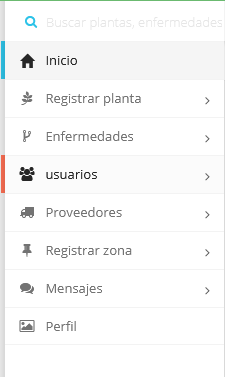 Buscar plantas, enfermedades
Inicio
Registrar planta
Enfermedades
usuarios
Proveedores
Registrar zona
Mensajes
Perfil